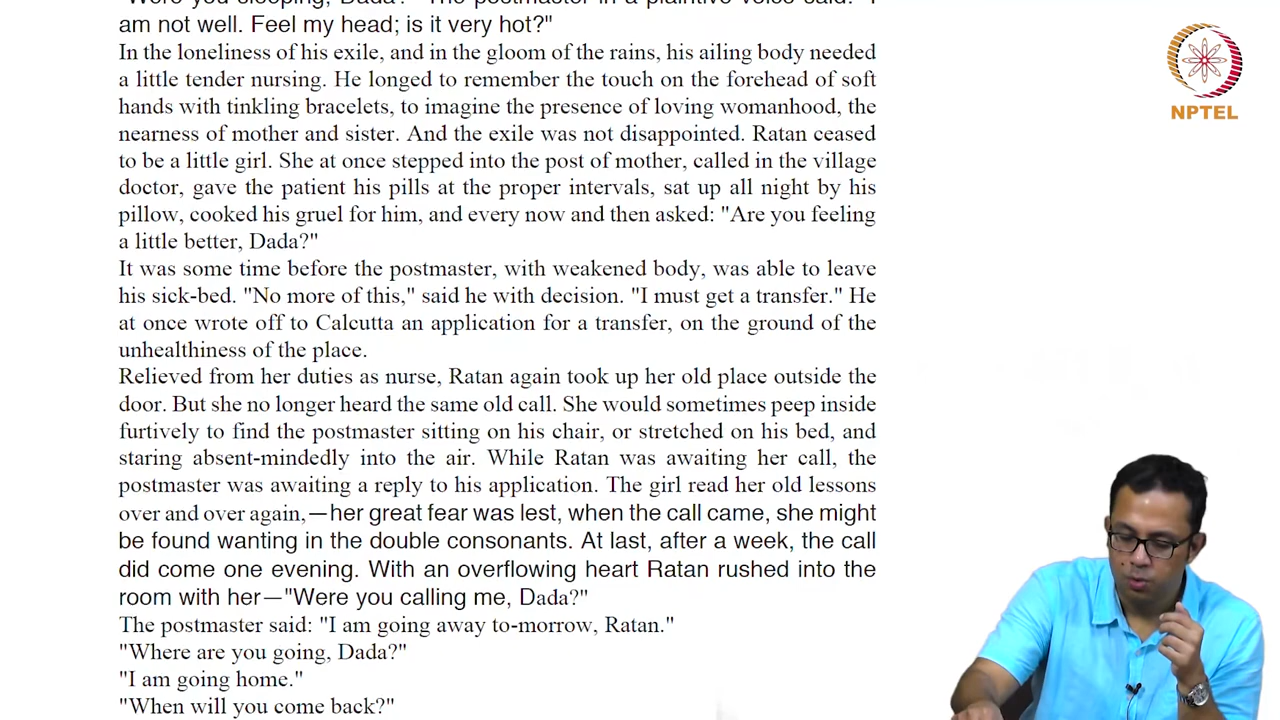 "Were you sleeping, Dada?" The postmaster in a plaintive voice said: "I
am not well. Feel my head; is it very hot?"
In the loneliness of his exile, and in the gloom of the rains, his ailing body needed
a little tender nursing. He longed to remember the touch on the forehead of soft
hands with tinkling bracelets, to imagine the presence of loving womanhood, the
nearness of mother and sister. And the exile was not disappointed. Ratan ceased
to be a little girl. She at once stepped into the post of mother, called in the village
doctor, gave the patient his pills at the proper intervals, sat up all night by his
pillow, cooked his gruel for him, and every now and then asked: "Are you feeling
a little better, Dada?"
It was some time before the postmaster, with weakened body, was able to leave
his sick-bed. "No more of this," said he with decision. "I must get a transfer." He
at once wrote off to Calcutta an application for a transfer, on the ground of the
unhealthiness of the place.
Relieved from her duties as nurse, Ratan again took up her old place outside the
door. But she no longer heard the same old call. She would sometimes peep inside
furtively to find the postmaster sitting on his chair, or stretched on his bed, and
staring absent-mindedly into the air. While Ratan was awaiting her call, the
postmaster was awaiting a reply to his application. The girl read her old lessons
over and over again,—her great fear was lest, when the call came, she might
be found wanting in the double consonants. At last, after a week, the call
did come one evening. With an overflowing heart Ratan rushed into the
room with her—"Were you calling me, Dada?"
The postmaster said: "I am going away to-morrow, Ratan."
"Where are you going, Dada?"
"I am going home."
"When will you come back?"
NPTEL